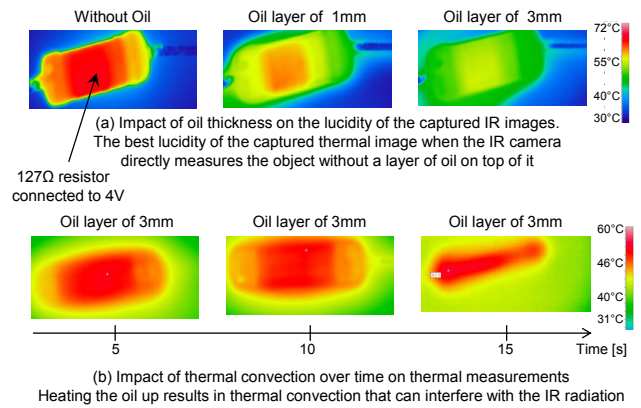 Without Oil
Oil layer of 1mm
Oil layer of 3mm
72°C
55°C
40°C
30°C
(a) Impact of oil thickness on the lucidity of the captured IR images.
The best lucidity of the captured thermal image when the IR camera
directly measures the object without a layer of oil on top of it
127Ω resistor
connected to 4V
Oil layer of 3mm
Oil layer of 3mm
Oil layer of 3mm
60°C
46°C
40°C
31°C
5
10
15
Time [s]
(b) Impact of thermal convection over time on thermal measurements
Heating the oil up results in thermal convection that can interfere with the IR radiation